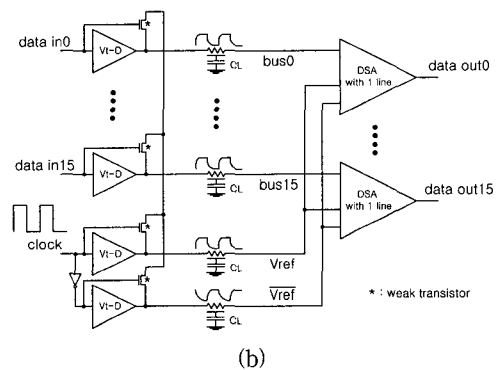 data in0
Vt-D
*
CL
bus0
DSA
with 1 line
data out0
data in15
Vt-D
*
CL
bus15
DSA
with 1 line
data out15
clock
Vt-D
*
CL
Vref
Vt-D
*
CL
V̅r̅e̅f̅
* : weak transistor
(b)